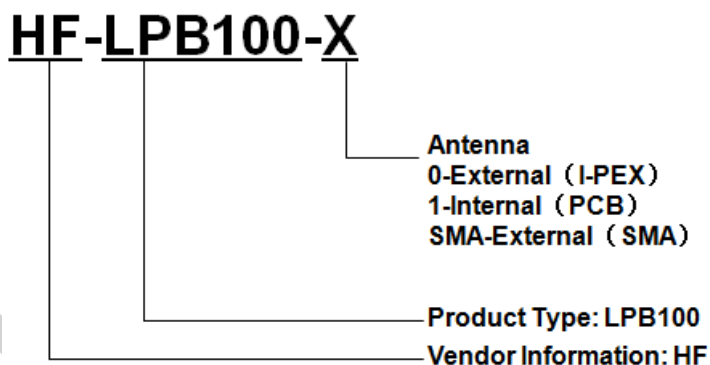 HF-LPB100-X
Antenna
0-External（I-PEX）
1-Internal（PCB）
SMA-External（SMA）
Product Type: LPB100
Vendor Information: HF